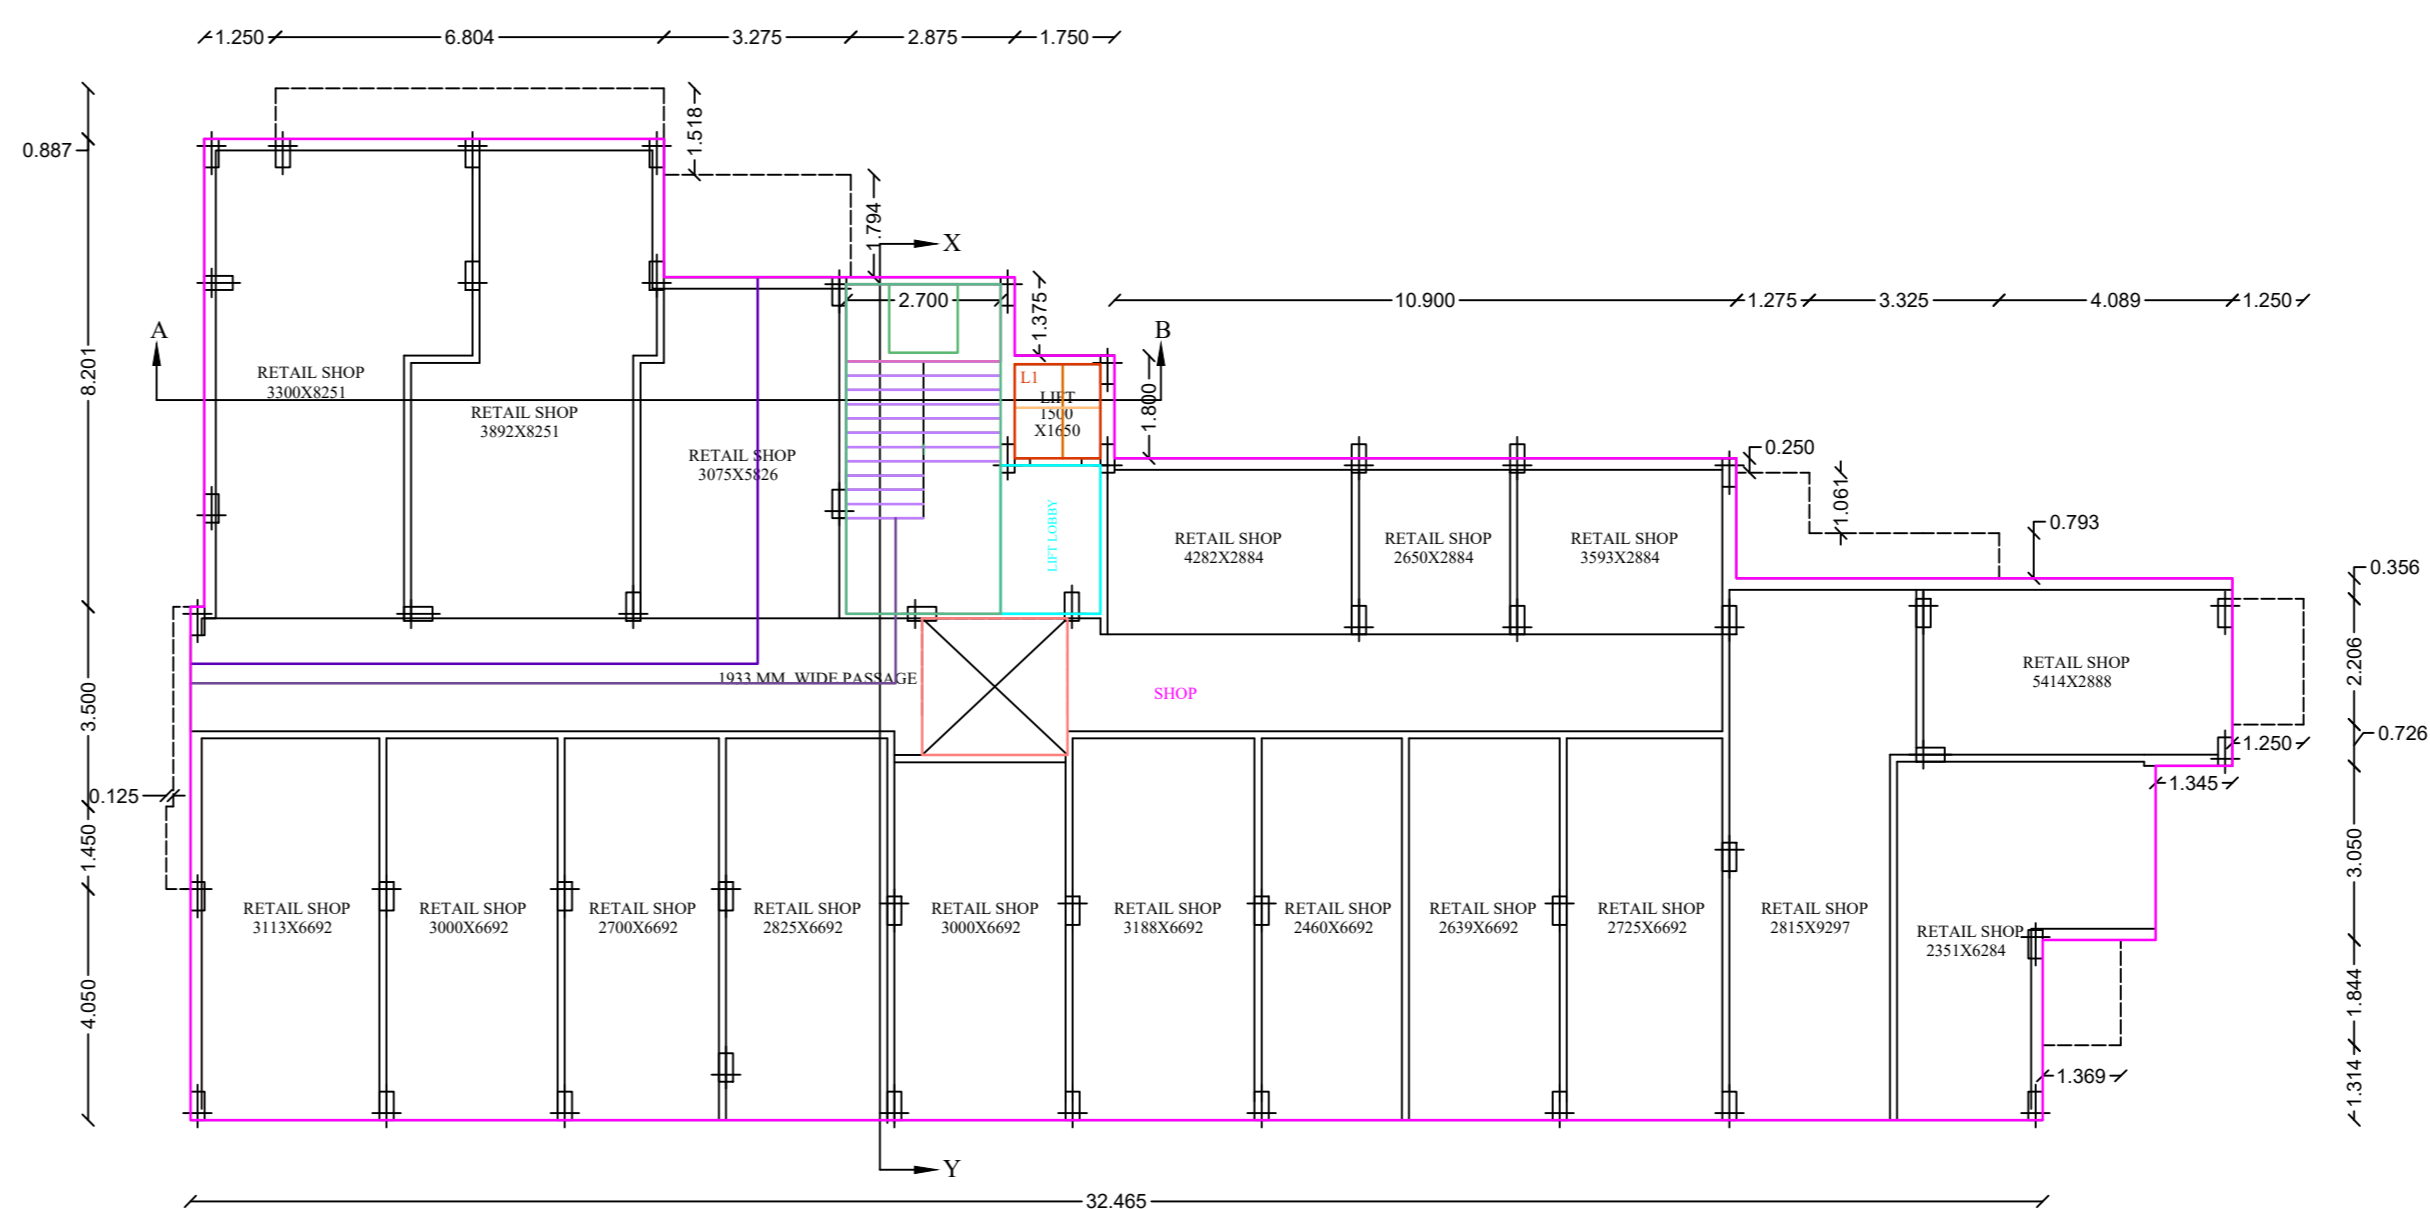 1.250
6.804
3.275
2.875
1.750
0.887
1.518
1.794
X
2.700
1.375
10.900
1.275
3.325
4.089
1.250
A
B
8.201
RETAIL SHOP
3300X8251
RETAIL SHOP
3892X8251
RETAIL SHOP
3075X5826
L1
LIFT
1500
X1650
1.800
0.250
1.061
0.793
0.356
LIFT LOBBY
RETAIL SHOP
4282X2884
RETAIL SHOP
2650X2884
RETAIL SHOP
3593X2884
RETAIL SHOP
5414X2888
2.206
3.500
1933 MM. WIDE PASSAGE
SHOP
0.726
1.250
1.345
0.125
1.450
3.050
RETAIL SHOP
3113X6692
RETAIL SHOP
3000X6692
RETAIL SHOP
2700X6692
RETAIL SHOP
2825X6692
RETAIL SHOP
3000X6692
RETAIL SHOP
3188X6692
RETAIL SHOP
2460X6692
RETAIL SHOP
2639X6692
RETAIL SHOP
2725X6692
RETAIL SHOP
2815X9297
RETAIL SHOP
2351X6284
4.050
1.844
1.369
1.314
Y
32.465